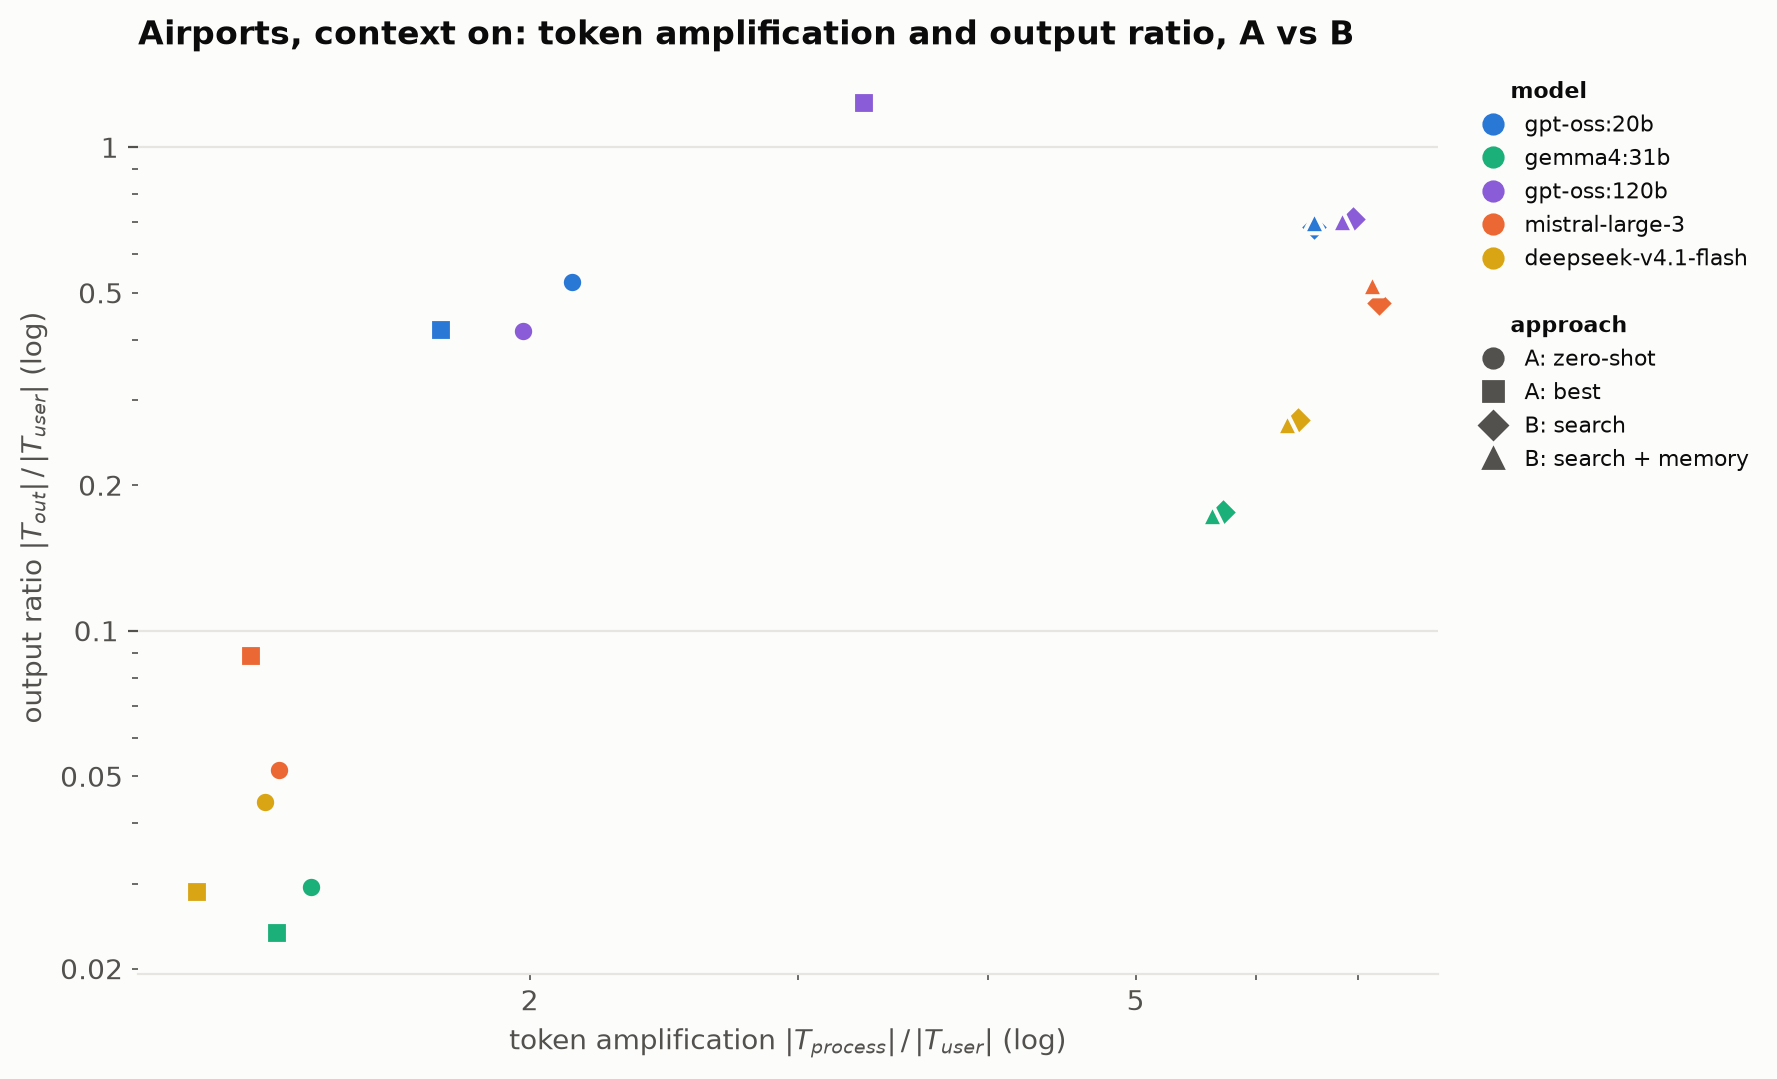 Airports, context on: token amplification and output ratio, A vs B
model
gpt-oss:20b
gemma4:31b
gpt-oss:120b
mistral-large-3
deepseek-v4.1-flash
approach
A: zero-shot
A: best
B: search
B: search + memory
output ratio |T_out| / |T_user| (log)
1
0.5
0.2
0.1
0.05
0.02
2
5
token amplification |T_process| / |T_user| (log)